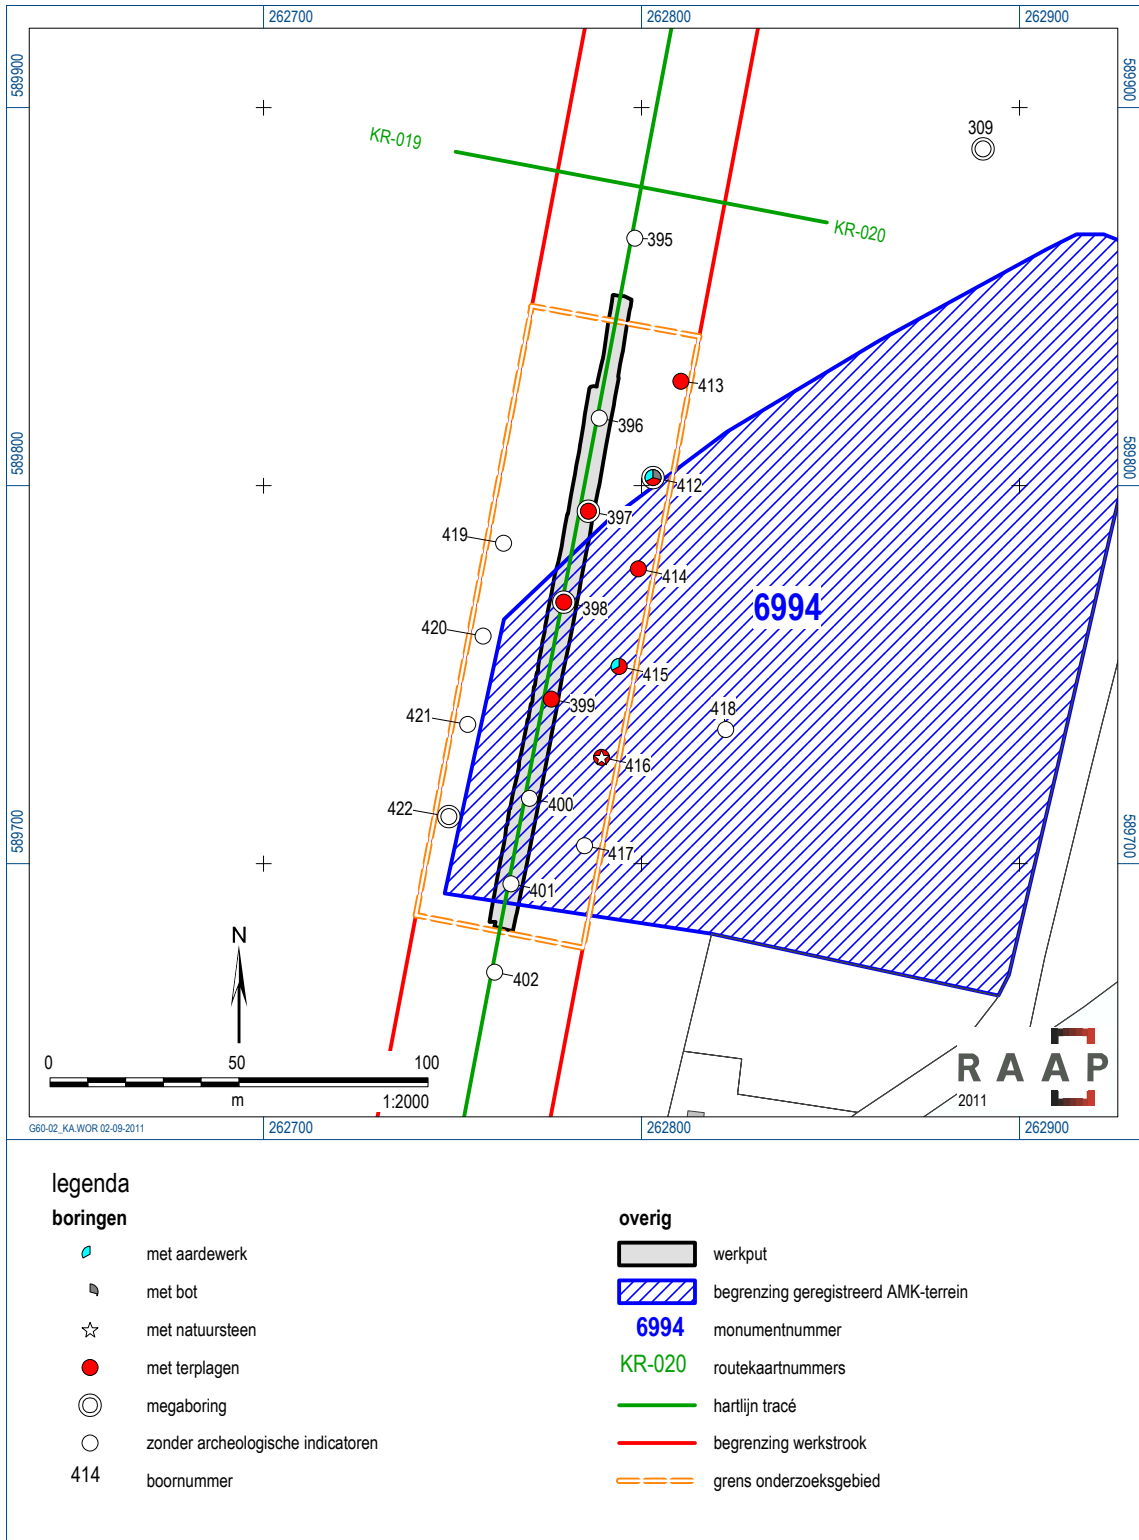 262700 262800 262900
589900 589900
309
KR-019
KR-020
395
413
396
589800 589800
412
397
419
414
398
6994
420
415
399
421
418
416
400
422
417
589700 589700
401
N
402
0 50 100
m 1:2000
RAAP
2011
G60-02_KA.WOR 02-09-2011
262700 262800 262900
legenda
boringen
met aardewerk
met bot
met natuursteen
met terplagen
megaboring
zonder archeologische indicatoren
414 boornummer
overig
werkput
begrenzing geregistreerd AMK-terrein
6994 monumentnummer
KR-020 routekaartnummers
hartlijn tracé
begrenzing werkstrook
grens onderzoeksgebied